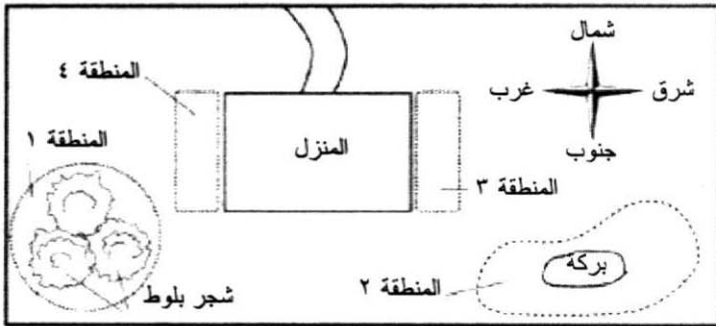 شمال
شرق
غرب
جنوب
المنطقة ٤
المنزل
المنطقة ١
المنطقة ٣
بركة
المنطقة ٢
شجر بلوط